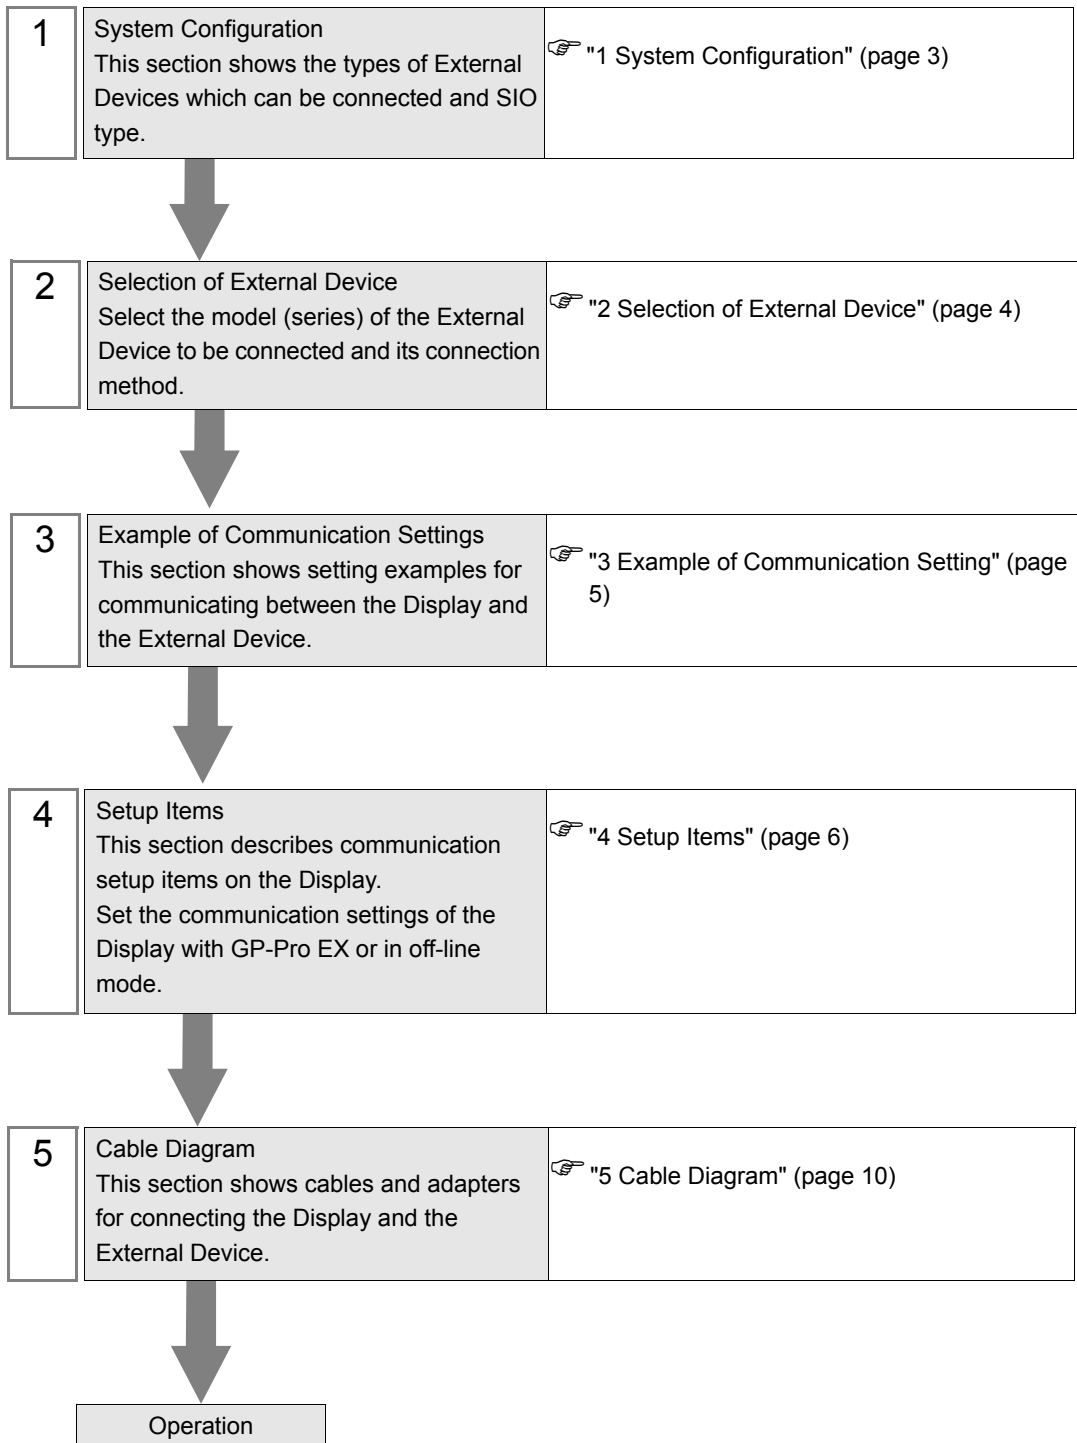 1
System Configuration
This section shows the types of External
Devices which can be connected and SIO
type.
"1 System Configuration" (page 3)
2
Selection of External Device
Select the model (series) of the External
Device to be connected and its connection
method.
"2 Selection of External Device" (page 4)
3
Example of Communication Settings
This section shows setting examples for
communicating between the Display and
the External Device.
"3 Example of Communication Setting" (page
5)
4
Setup Items
This section describes communication
setup items on the Display.
Set the communication settings of the
Display with GP-Pro EX or in off-line
mode.
"4 Setup Items" (page 6)
5
Cable Diagram
This section shows cables and adapters
for connecting the Display and the
External Device.
"5 Cable Diagram" (page 10)
Operation